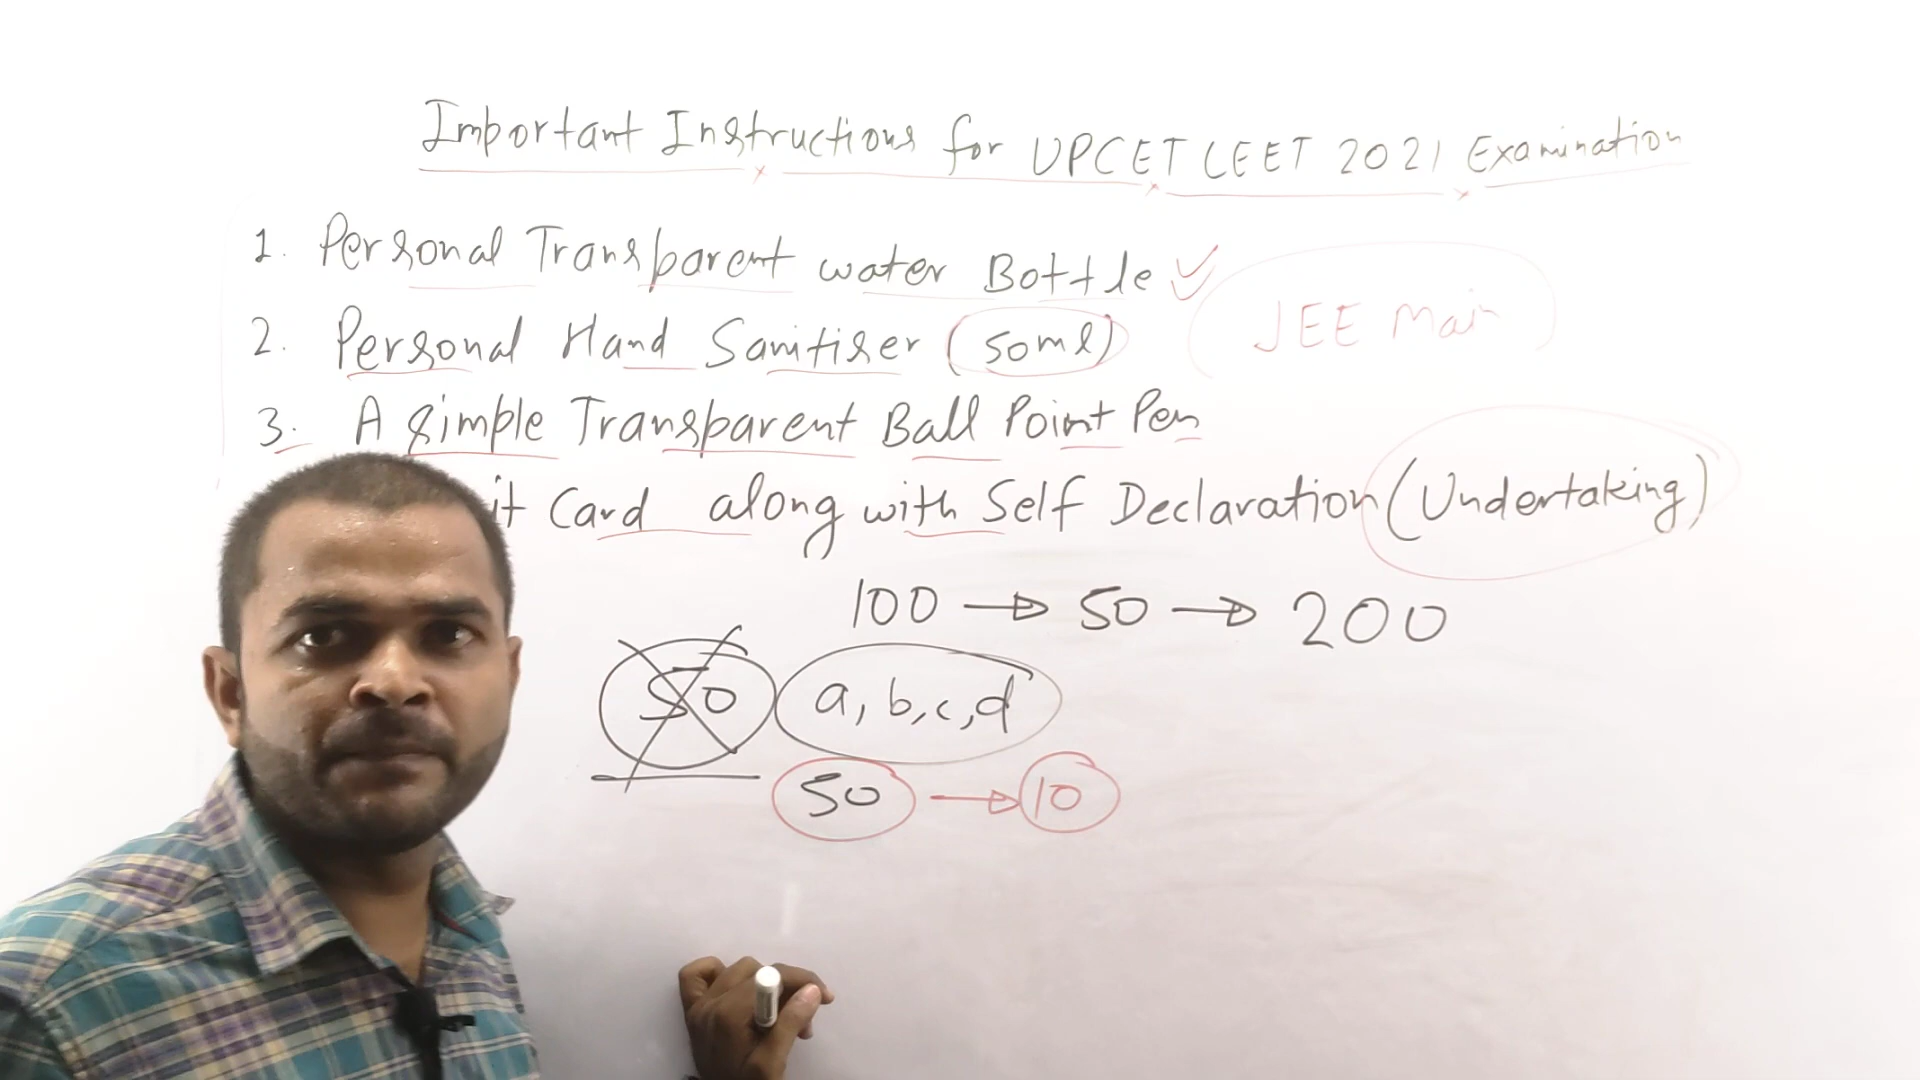 Important Instructions for UPCET LEET 2021 Examination
1. Personal Transparent water Bottle
2. Personal Hand Sanitiser (50ml)
JEE Main
3. A simple Transparent Ball Point Pen
it Card along with Self Declaration (Undertaking)
100 → 50 → 200
50 a, b, c, d
50 → 10